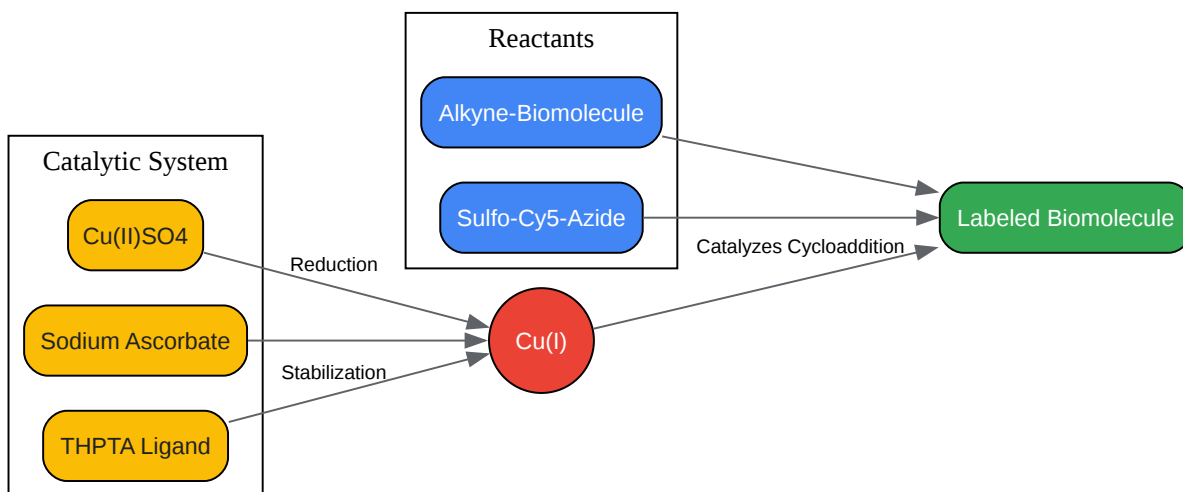 Reactants
Alkyne-Biomolecule
Sulfo-Cy5-Azide
Catalytic System
Cu(II)SO4
Sodium Ascorbate
THPTA Ligand
Reduction
Stabilization
Cu(I)
Catalyzes Cycloaddition
Labeled Biomolecule